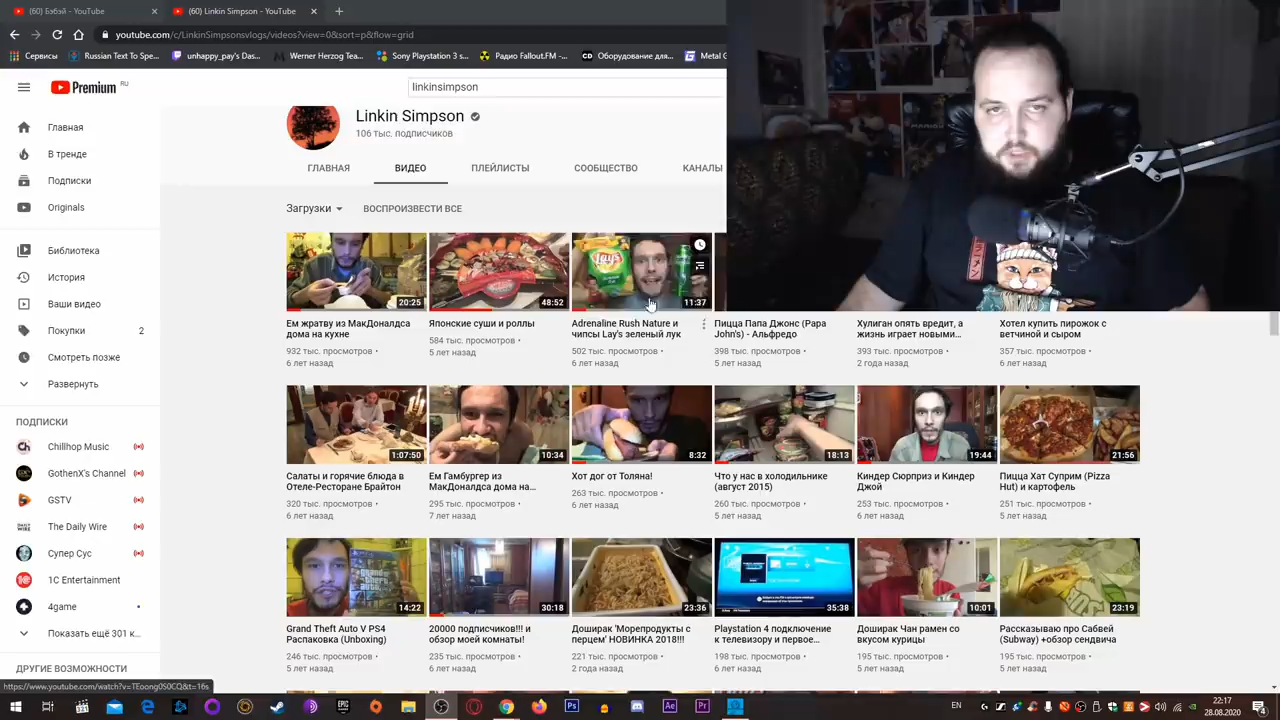 (60) Бэбэй - YouTube
(60) Linkin Simpson - YouTube
youtube.com/c/LinkinSimpsonsvlogs/videos?view=0&sort=p&flow=grid
Сервисы
Russian Text To Spe...
unhappy_pay's Das...
Werner Herzog Tea...
Sony Playstation 3 s...
Радио Fallout.FM -...
Оборудование для...
Metal G
Premium RU
linkinsimpson
Главная
В тренде
Подписки
Originals
Библиотека
История
Ваши видео
Покупки 2
Смотреть позже
Развернуть
ПОДПИСКИ
Chillhop Music
GothenX's Channel
GSTV
The Daily Wire
Супер Сус
1C Entertainment
4game
Показать ещё 301 к...
ДРУГИЕ ВОЗМОЖНОСТИ
https://www.youtube.com/watch?v=TEoong0S0CQ&t=16s
Linkin Simpson
106 тыс. подписчиков
ГЛАВНАЯ
ВИДЕО
ПЛЕЙЛИСТЫ
СООБЩЕСТВО
КАНАЛЫ
Загрузки
ВОСПРОИЗВЕСТИ ВСЕ
20:25
Ем жратву из МакДоналдса
дома на кухне
932 тыс. просмотров •
6 лет назад
48:52
Японские суши и роллы
584 тыс. просмотров •
5 лет назад
Lay's
11:37
Adrenaline Rush Nature и
чипсы Lay's зеленый лук
502 тыс. просмотров •
6 лет назад
Пицца Папа Джонс (Papa
John's) - Альфредо
398 тыс. просмотров •
5 лет назад
Хулиган опять вредит, а
жизнь играет новыми...
393 тыс. просмотров •
2 года назад
Хотел купить пирожок с
ветчиной и сыром
357 тыс. просмотров •
6 лет назад
1:07:50
Салаты и горячие блюда в
Отеле-Ресторане Брайтон
320 тыс. просмотров •
6 лет назад
10:34
Ем Гамбургер из
МакДоналдса дома на...
295 тыс. просмотров •
7 лет назад
8:32
Хот дог от Толяна!
263 тыс. просмотров •
6 лет назад
18:13
Что у нас в холодильнике
(август 2015)
260 тыс. просмотров •
5 лет назад
19:44
Киндер Сюрприз и Киндер
Джой
253 тыс. просмотров •
6 лет назад
21:56
Пицца Хат Суприм (Pizza
Hut) и картофель
251 тыс. просмотров •
5 лет назад
14:22
Grand Theft Auto V PS4
Распаковка (Unboxing)
246 тыс. просмотров •
5 лет назад
30:18
20000 подписчиков!!! и
обзор моей комнаты!
235 тыс. просмотров •
6 лет назад
23:36
Доширак 'Морепродукты с
перцем' НОВИНКА 2018!!!
221 тыс. просмотров •
2 года назад
35:38
Playstation 4 подключение
к телевизору и первое...
198 тыс. просмотров •
6 лет назад
10:01
Доширак Чан рамен со
вкусом курицы
195 тыс. просмотров •
5 лет назад
23:19
Рассказываю про Сабвей
(Subway) +обзор сендвича
195 тыс. просмотров •
5 лет назад
EN
22:17
28.08.2020